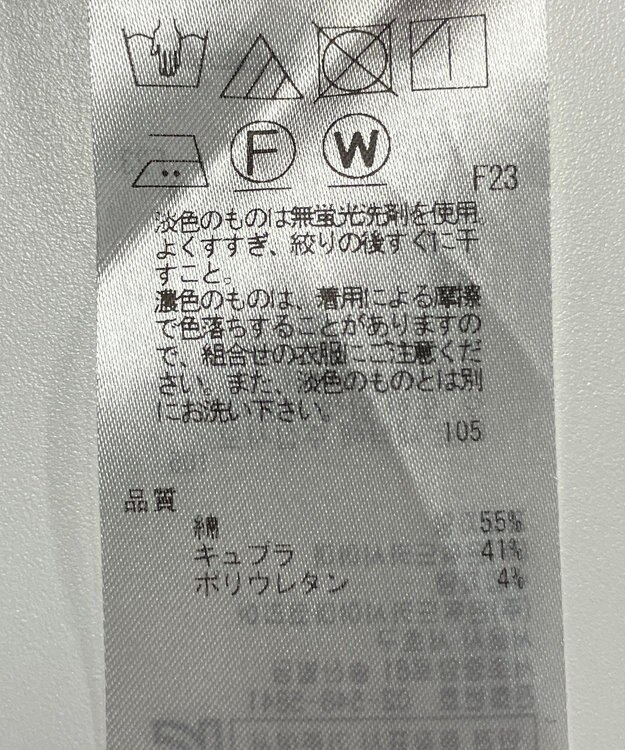 F W
F23
淡色のものは無蛍光洗剤を使用、
よくすすぎ、絞りの後すぐに干
すこと。
濃色のものは、着用による摩擦
で色落ちすることがありますの
で、組合せの衣服にご注意くだ
さい。また、淡色のものとは別
にお洗い下さい。
105
品質
綿 55%
キュプラ 41%
ポリウレタン 4%